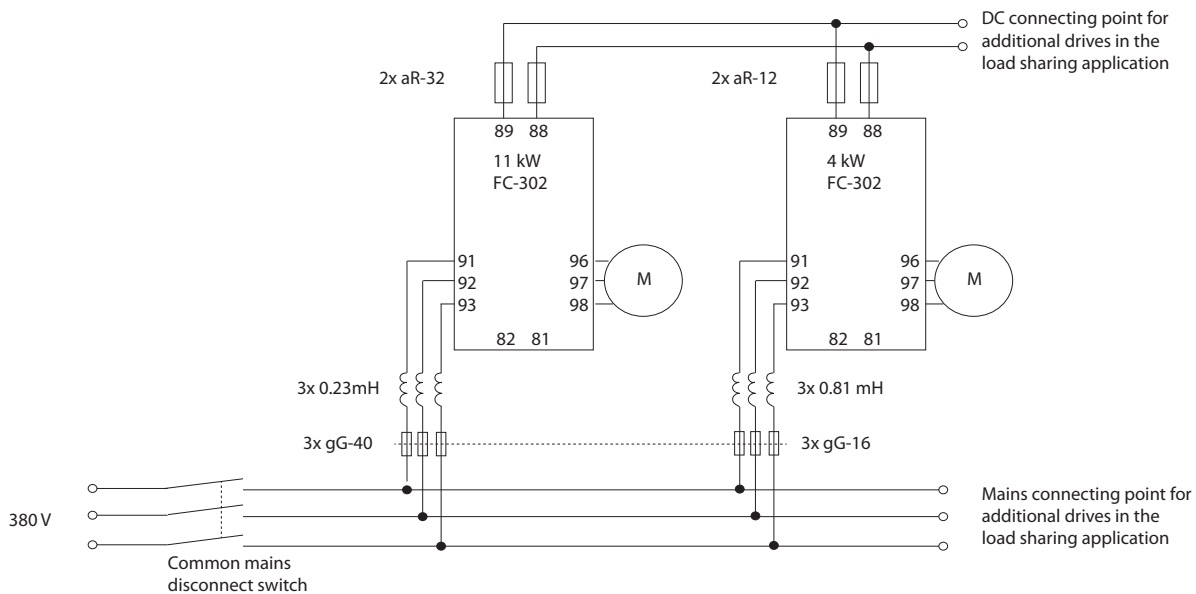 DC connecting point for
additional drives in the
load sharing application
2x aR-32
2x aR-12
89 88
89 88
11 kW
FC-302
4 kW
FC-302
91 96
92 97
93 98
M
91 96
92 97
93 98
M
82 81
82 81
3x 0.23mH
3x 0.81 mH
3x gG-40
3x gG-16
380 V
Mains connecting point for
additional drives in the
load sharing application
Common mains
disconnect switch